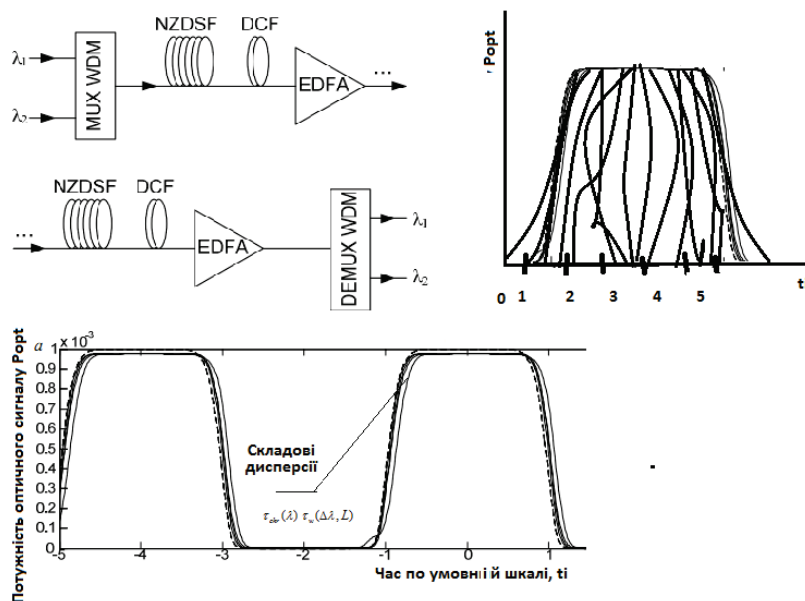 NZDSF DCF
λ₁
λ₂
MUX WDM
EDFA
...
Popt
0 1 2 3 4 5
t
...
NZDSF DCF
EDFA
DEMUX WDM
λ₁
λ₂
Потужність оптичного сигналу Popt
a 1 x 10⁻³
0.9
0.8
0.7
0.6
0.5
0.4
0.3
0.2
0.1
0
Складові
дисперсії
τchr(λ) τw(Δλ, L)
-5 -4 -3 -2 -1 0 1
Час по умовній шкалі, ti